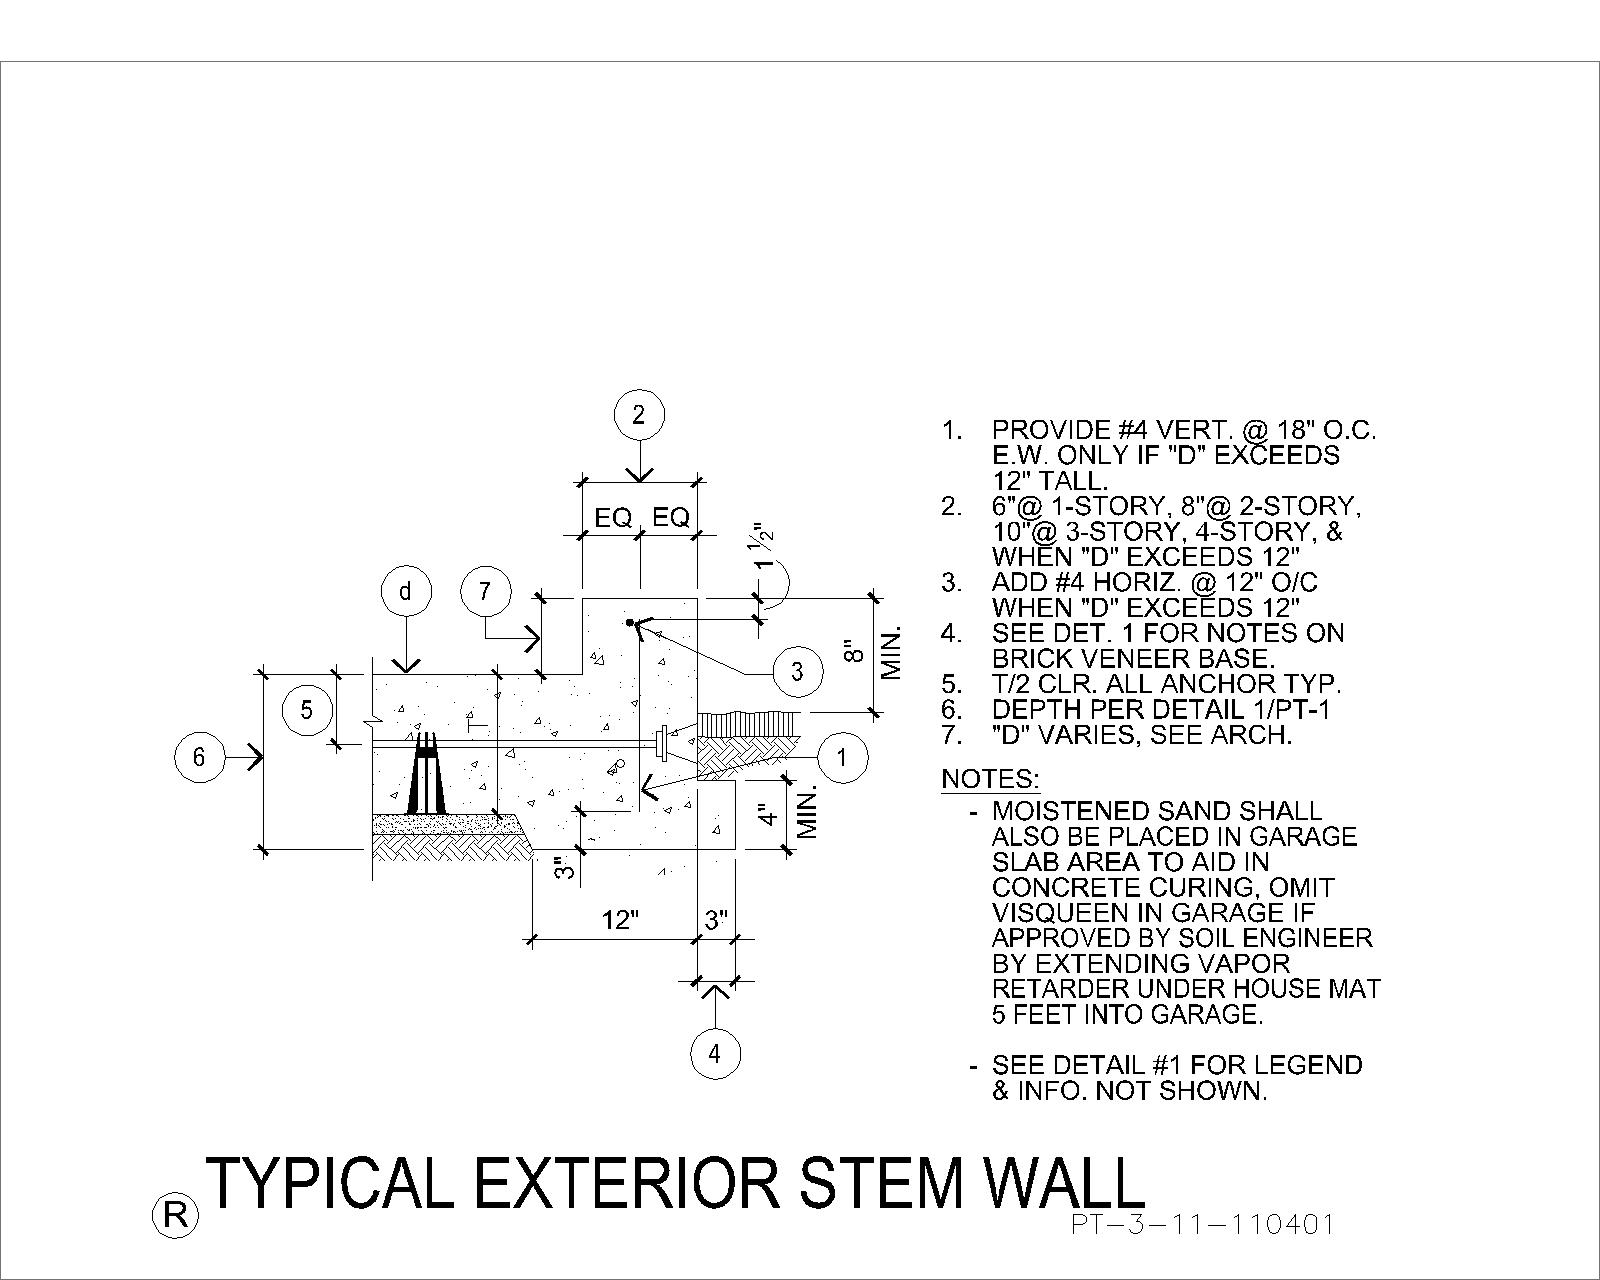 2
EQ EQ
1 1/2"
d
7
3
8"
MIN.
5
6
T
1
4"
MIN.
3"
12" 3"
4
1. PROVIDE #4 VERT. @ 18" O.C.
E.W. ONLY IF "D" EXCEEDS
12" TALL.
2. 6"@ 1-STORY, 8"@ 2-STORY,
10"@ 3-STORY, 4-STORY, &
WHEN "D" EXCEEDS 12"
3. ADD #4 HORIZ. @ 12" O/C
WHEN "D" EXCEEDS 12"
4. SEE DET. 1 FOR NOTES ON
BRICK VENEER BASE.
5. T/2 CLR. ALL ANCHOR TYP.
6. DEPTH PER DETAIL 1/PT-1
7. "D" VARIES, SEE ARCH.
NOTES:
- MOISTENED SAND SHALL
ALSO BE PLACED IN GARAGE
SLAB AREA TO AID IN
CONCRETE CURING, OMIT
VISQUEEN IN GARAGE IF
APPROVED BY SOIL ENGINEER
BY EXTENDING VAPOR
RETARDER UNDER HOUSE MAT
5 FEET INTO GARAGE.
- SEE DETAIL #1 FOR LEGEND
& INFO. NOT SHOWN.
R TYPICAL EXTERIOR STEM WALL
PT-3-11-110401